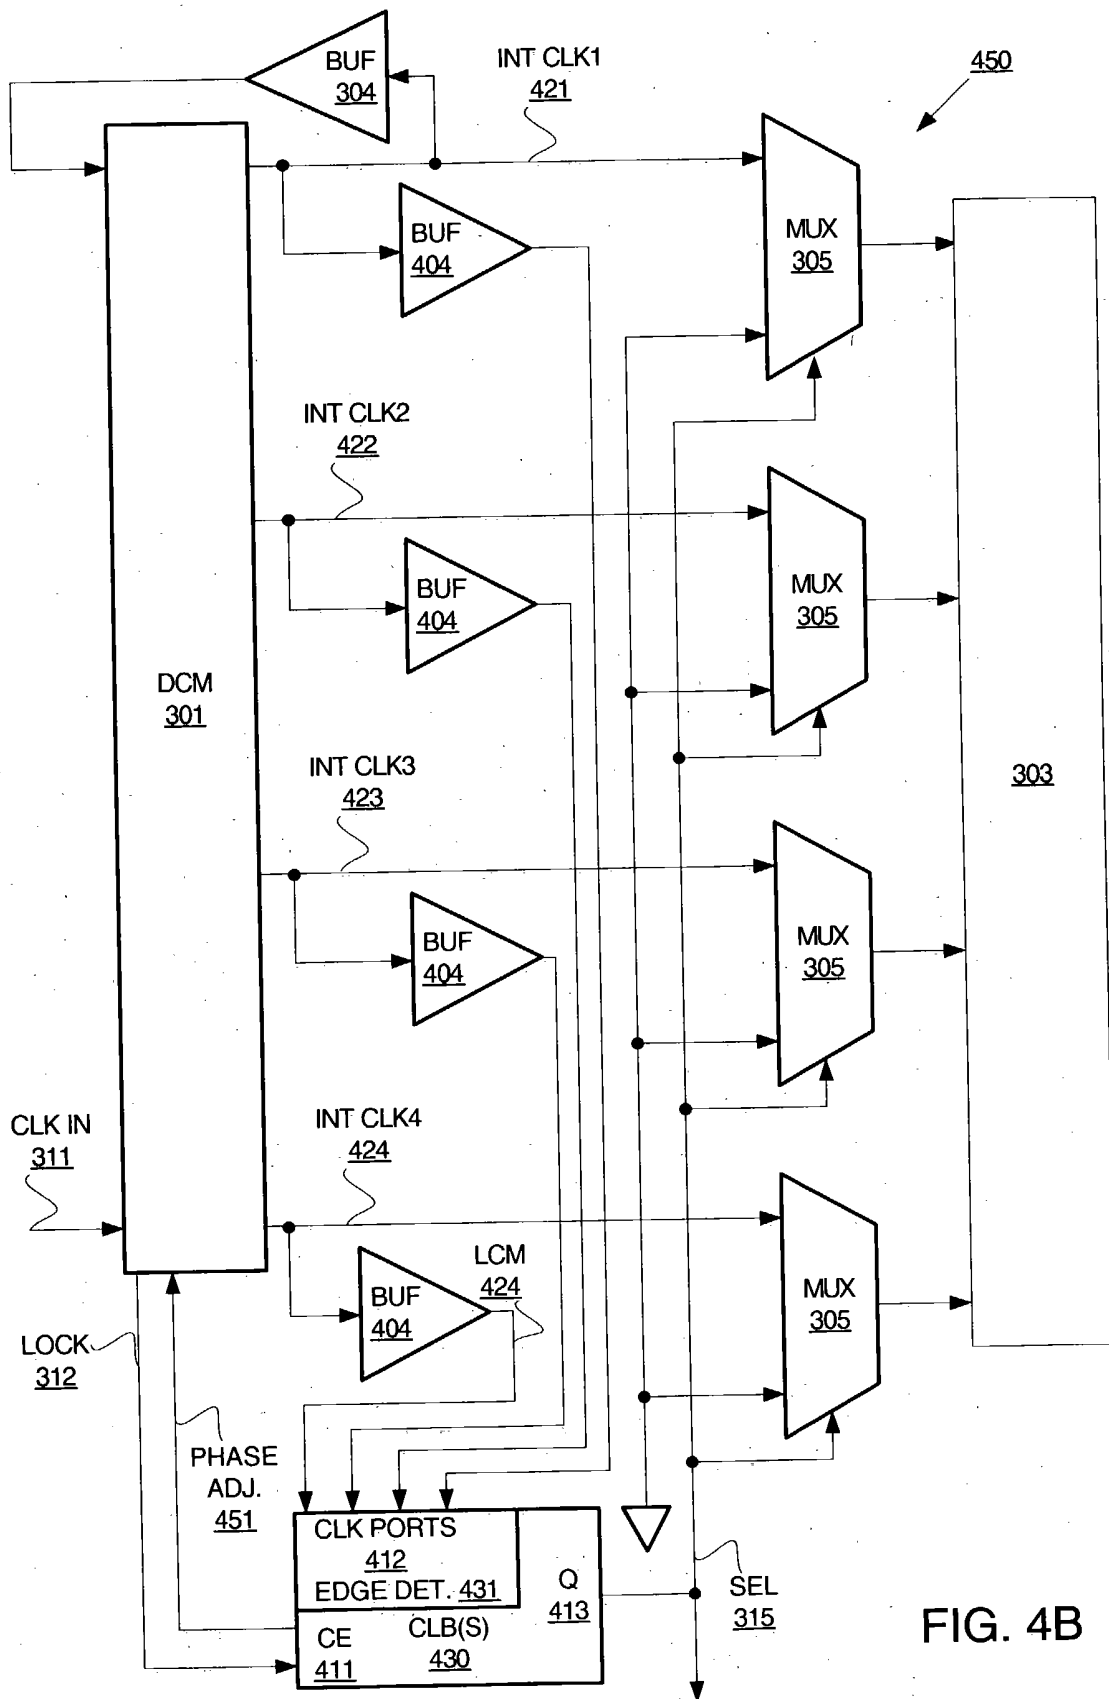 BUF
304
INT CLK1
421
450
BUF
404
MUX
305
INT CLK2
422
BUF
404
MUX
305
DCM
301
INT CLK3
423
303
BUF
404
MUX
305
CLK IN
311
INT CLK4
424
LCM
424
BUF
404
MUX
305
LOCK
312
PHASE
ADJ.
451
CLK PORTS
412
EDGE DET. 431
Q
413
CE
411
CLB(S)
430
SEL
315
FIG. 4B